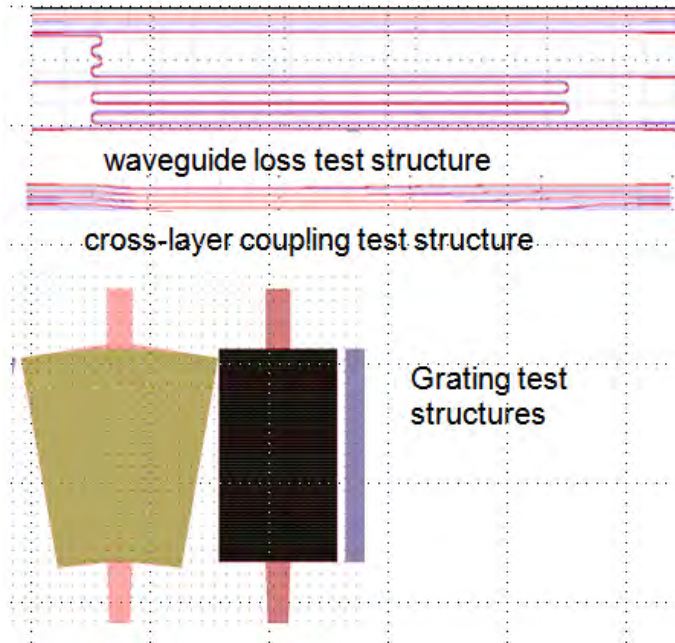 waveguide loss test structure
cross-layer coupling test structure
Grating test
structures